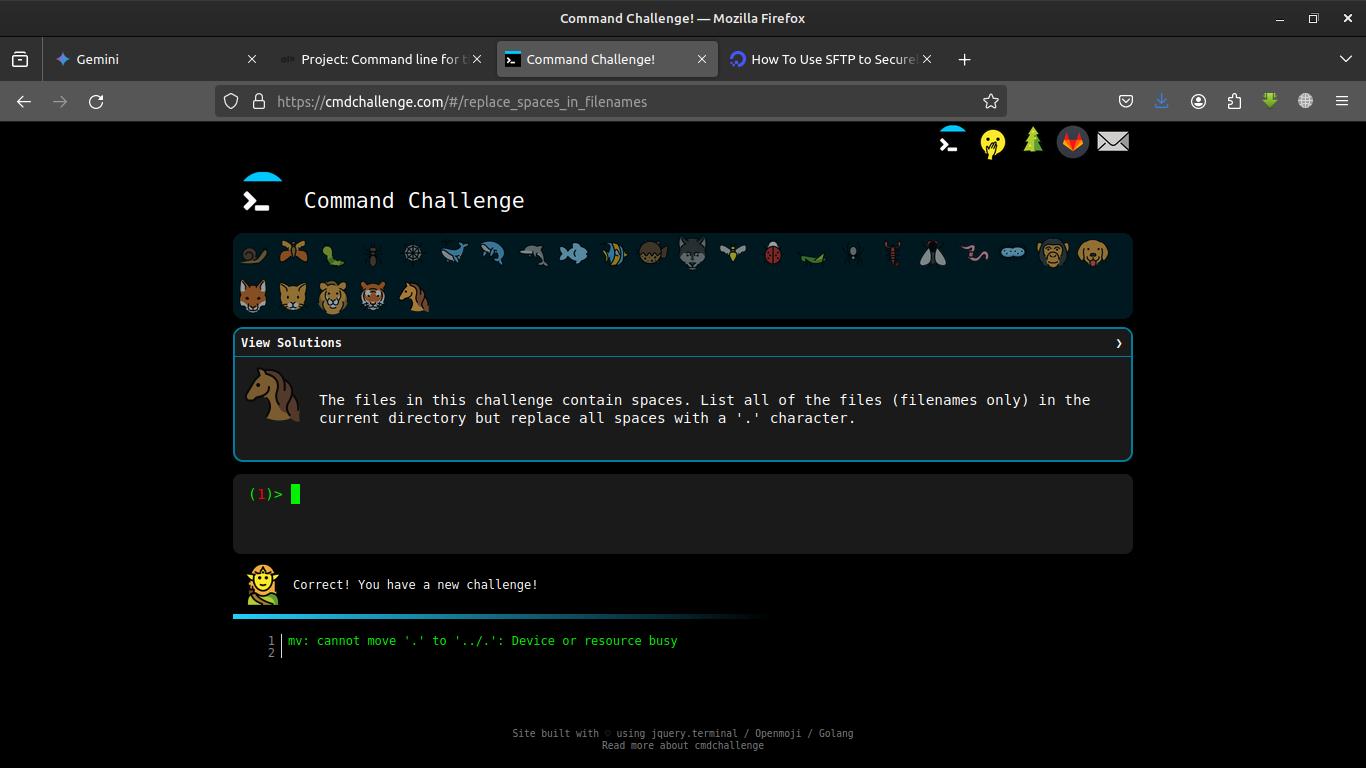 Command Challenge! — Mozilla Firefox
Gemini
Project: Command line for t
Command Challenge!
How To Use SFTP to Secure
https://cmdchallenge.com/#/replace_spaces_in_filenames
Command Challenge
View Solutions
The files in this challenge contain spaces. List all of the files (filenames only) in the
current directory but replace all spaces with a '.' character.
(1)>
Correct! You have a new challenge!
1 mv: cannot move '.' to '../.': Device or resource busy
2
Site built with ♡ using jquery.terminal / Openmoji / Golang
Read more about cmdchallenge